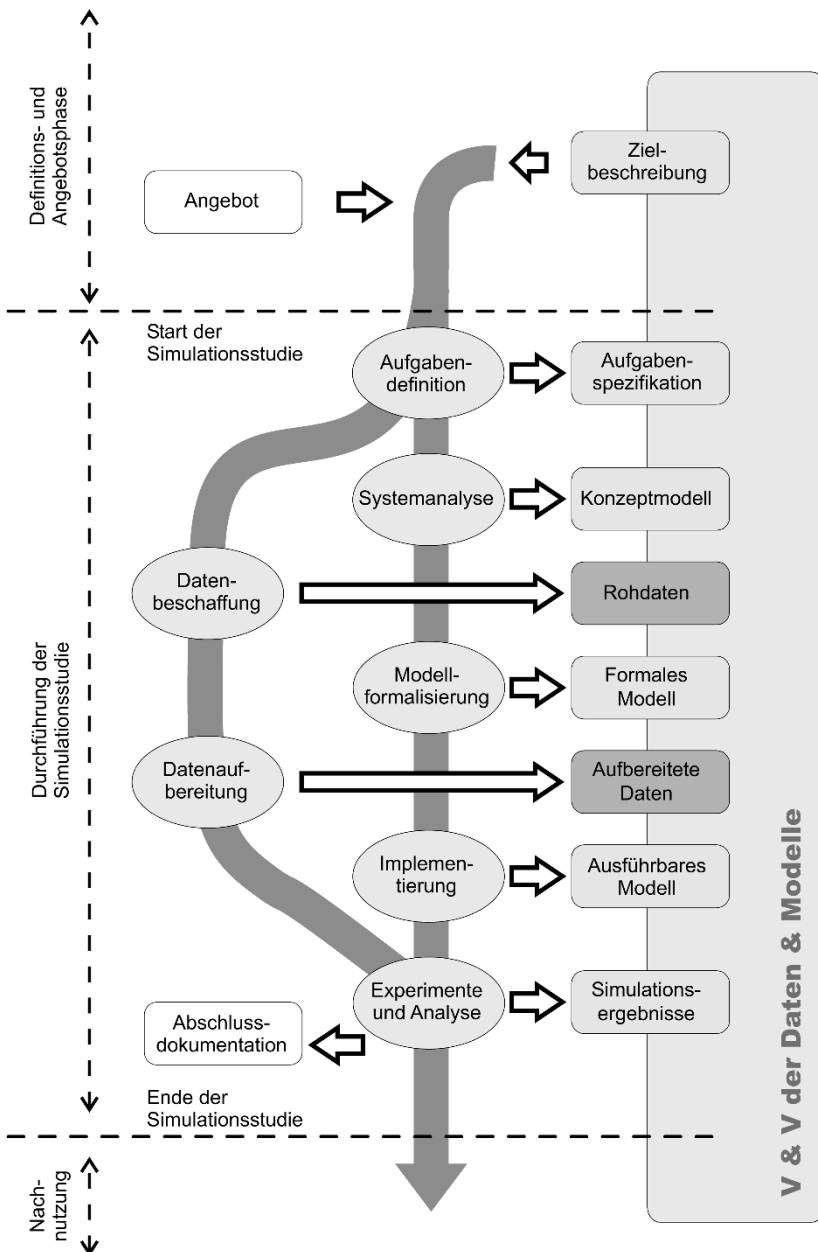 Definitions- und
Angebotsphase
Ziel-
beschreibung
Angebot
Start der
Simulationsstudie
Aufgaben-
definition
Aufgaben-
spezifikation
Systemanalyse
Konzeptmodell
Daten-
beschaffung
Rohdaten
Durchführung der
Simulationsstudie
Modell-
formalisierung
Formales
Modell
Datenauf-
bereitung
Aufbereitete
Daten
Implemen-
tierung
Ausführbares
Modell
Experimente
und Analyse
Simulations-
ergebnisse
Abschluss-
dokumentation
Ende der
Simulationsstudie
Nach-
nutzung
V & V der Daten & Modelle